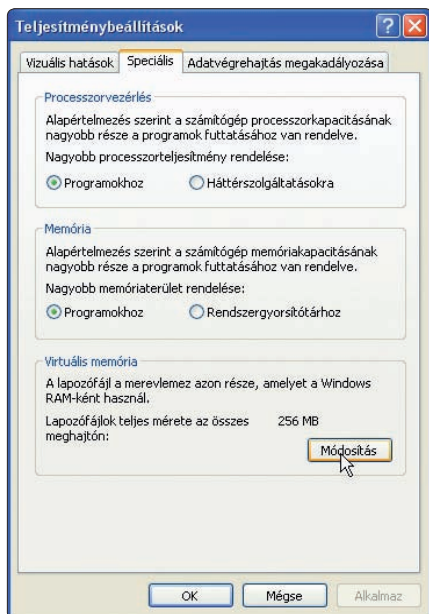 Teljesítménybeállítások
Vizuális hatások Speciális Adatvégrehajtás megakadályozása
Processzorvezérlés
Alapértelmezés szerint a számítógép processzorkapacitásának
nagyobb része a programok futtatásához van rendelve.
Nagyobb processzorteljesítmény rendelése:
Programokhoz Háttérszolgáltatásokra
Memória
Alapértelmezés szerint a számítógép memóriakapacitásának
nagyobb része a programok futtatásához van rendelve.
Nagyobb memóriaterület rendelése:
Programokhoz Rendszergyorsítótárhoz
Virtuális memória
A lapozófájl a merevlemez azon része, amelyet a Windows
RAM-ként használ.
Lapozófájlok teljes mérete az összes 256 MB
meghajtón:
Módosítás
OK Mégse Alkalmaz